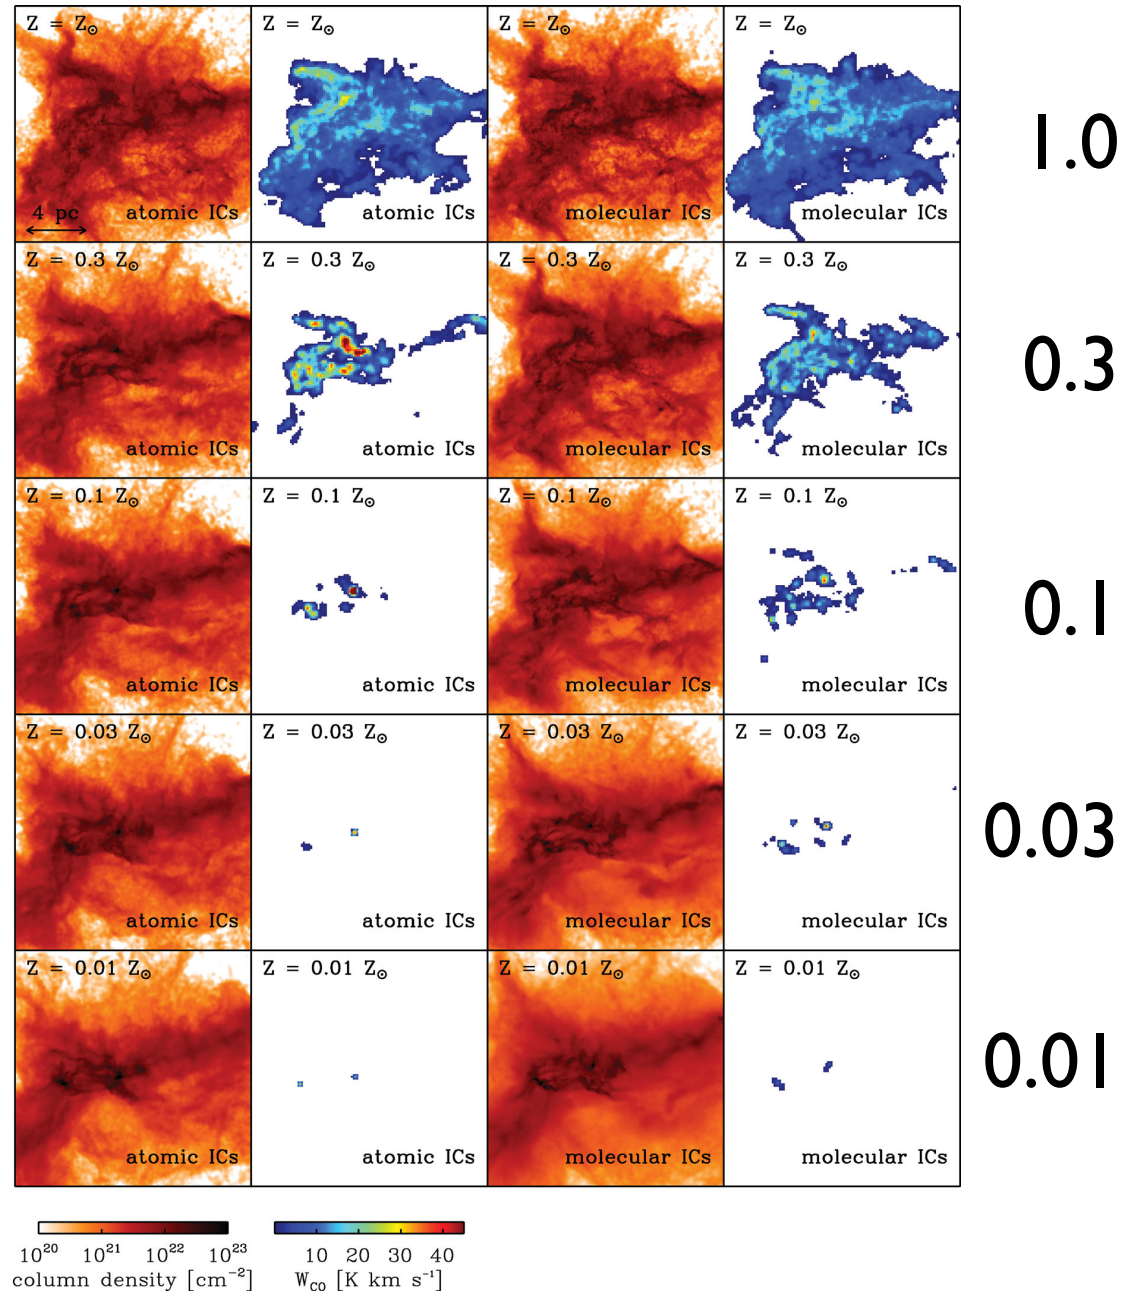 Z = Z⊙ Z = Z⊙ Z = Z⊙ Z = Z⊙
1.0
4 pc
atomic ICs atomic ICs molecular ICs molecular ICs
Z = 0.3 Z⊙ Z = 0.3 Z⊙ Z = 0.3 Z⊙ Z = 0.3 Z⊙
0.3
atomic ICs atomic ICs molecular ICs molecular ICs
Z = 0.1 Z⊙ Z = 0.1 Z⊙ Z = 0.1 Z⊙ Z = 0.1 Z⊙
0.1
atomic ICs atomic ICs molecular ICs molecular ICs
Z = 0.03 Z⊙ Z = 0.03 Z⊙ Z = 0.03 Z⊙ Z = 0.03 Z⊙
0.03
atomic ICs atomic ICs molecular ICs molecular ICs
Z = 0.01 Z⊙ Z = 0.01 Z⊙ Z = 0.01 Z⊙ Z = 0.01 Z⊙
0.01
atomic ICs atomic ICs molecular ICs molecular ICs
10²⁰ 10²¹ 10²² 10²³ 10 20 30 40
column density [cm⁻²] W_CO [K km s⁻¹]